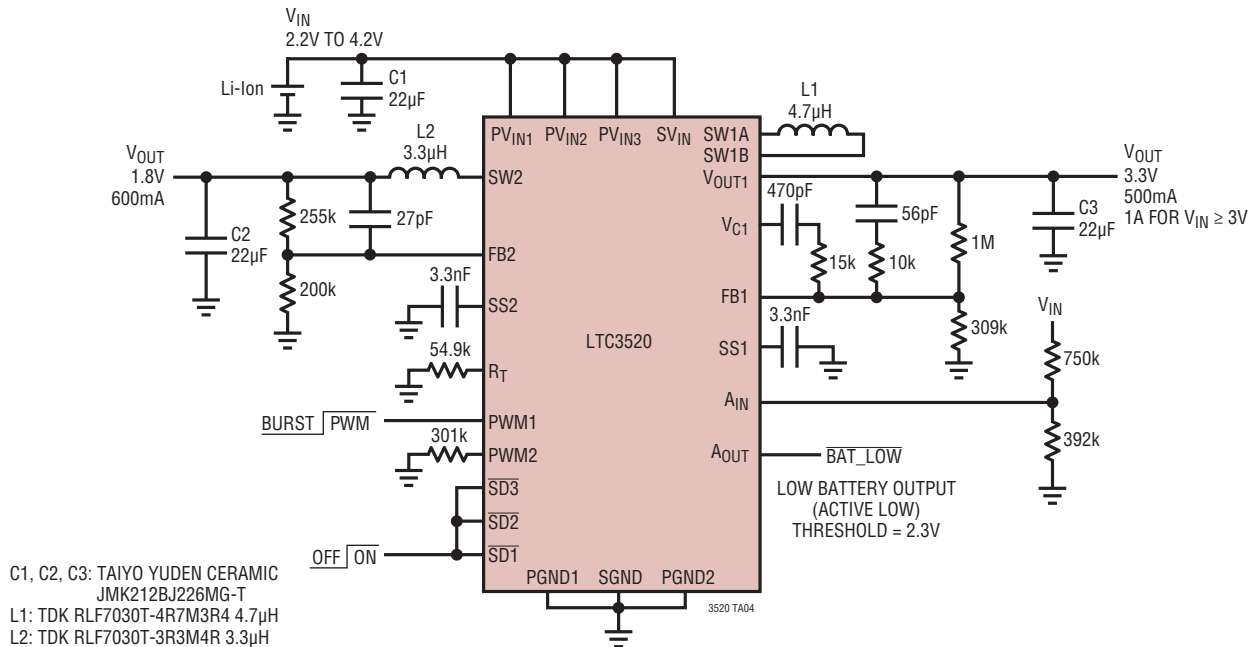 VIN
2.2V TO 4.2V
Li-Ion
C1
22µF
L1
4.7µH
PVIN1 PVIN2 PVIN3 SVIN SW1A
SW1B
L2
3.3µH
VOUT
1.8V
600mA
SW2
VOUT1
VOUT
3.3V
500mA
1A FOR VIN ≥ 3V
255k
27pF
C2
22µF
470pF
56pF
C3
22µF
VC1
1M
15k
10k
FB2
200k
3.3nF
SS2
FB1
309k
3.3nF
VIN
LTC3520
SS1
750k
54.9k
RT
AIN
BURST PWM
PWM1
392k
301k
PWM2
AOUT
BAT_LOW
LOW BATTERY OUTPUT
(ACTIVE LOW)
THRESHOLD = 2.3V
SD3
SD2
OFF ON
SD1
PGND1 SGND PGND2
3520 TA04
C1, C2, C3: TAIYO YUDEN CERAMIC
JMK212BJ226MG-T
L1: TDK RLF7030T-4R7M3R4 4.7µH
L2: TDK RLF7030T-3R3M4R 3.3µH